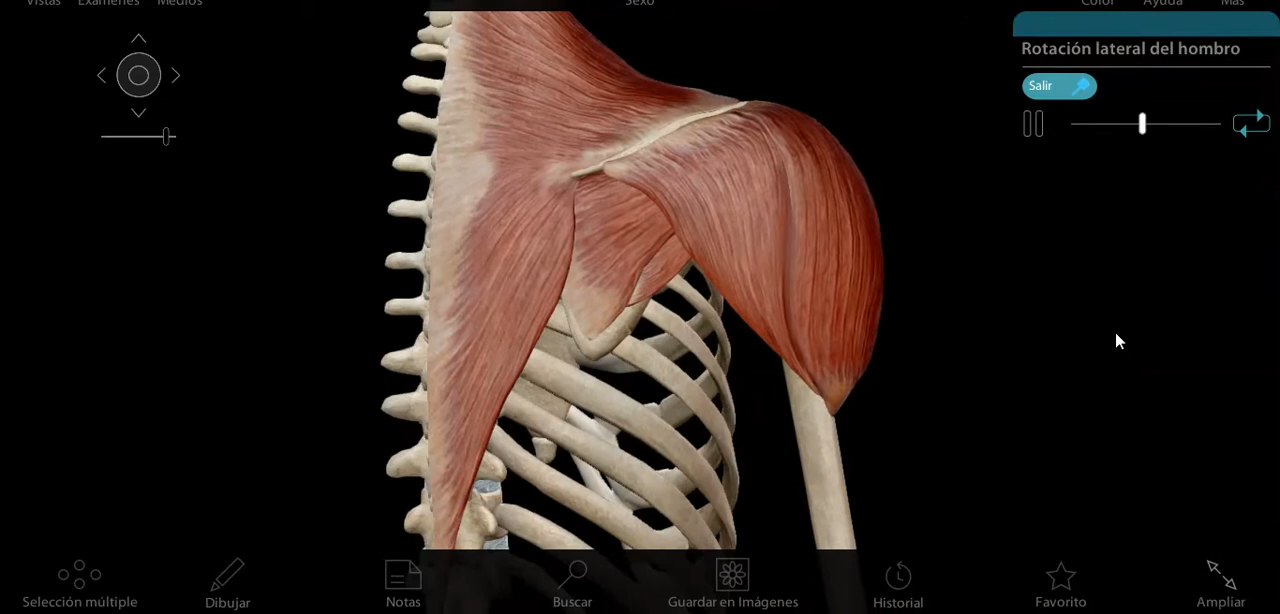 Vistas Exámenes Medios
Sexo
Color Ayuda Más
Rotación lateral del hombro
Salir
Selección múltiple
Dibujar
Notas
Buscar
Guardar en Imágenes
Historial
Favorito
Ampliar